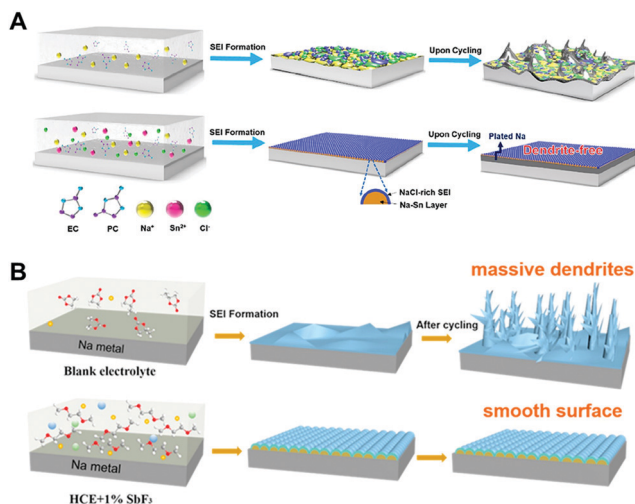 A
SEI Formation
Upon Cycling
SEI Formation
Upon Cycling
Plated Na
Dendrite-free
NaCl-rich SEI
Na-Sn Layer
EC
PC
Na⁺
Sn²⁺
Cl⁻
B
massive dendrites
SEI Formation
After cycling
Na metal
Blank electrolyte
smooth surface
Na metal
HCE+1% SbF₃